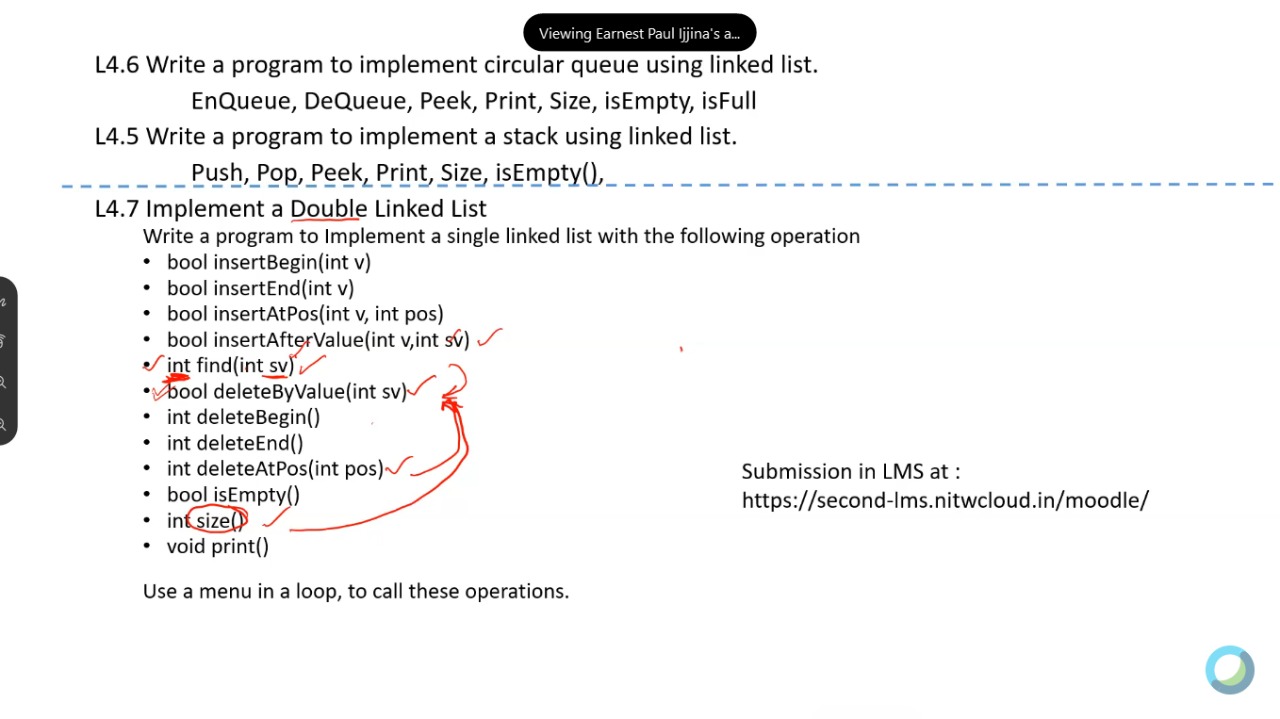 Viewing Earnest Paul Ijjina's a...
L4.6 Write a program to implement circular queue using linked list.
EnQueue, DeQueue, Peek, Print, Size, isEmpty, isFull
L4.5 Write a program to implement a stack using linked list.
Push, Pop, Peek, Print, Size, isEmpty(),
L4.7 Implement a Double Linked List
Write a program to Implement a single linked list with the following operation
• bool insertBegin(int v)
• bool insertEnd(int v)
• bool insertAtPos(int v, int pos)
• bool insertAfterValue(int v,int sv)
• int find(int sv)
• bool deleteByValue(int sv)
• int deleteBegin()
• int deleteEnd()
• int deleteAtPos(int pos)
• bool isEmpty()
• int size()
• void print()
Use a menu in a loop, to call these operations.
Submission in LMS at :
https://second-lms.nitwcloud.in/moodle/